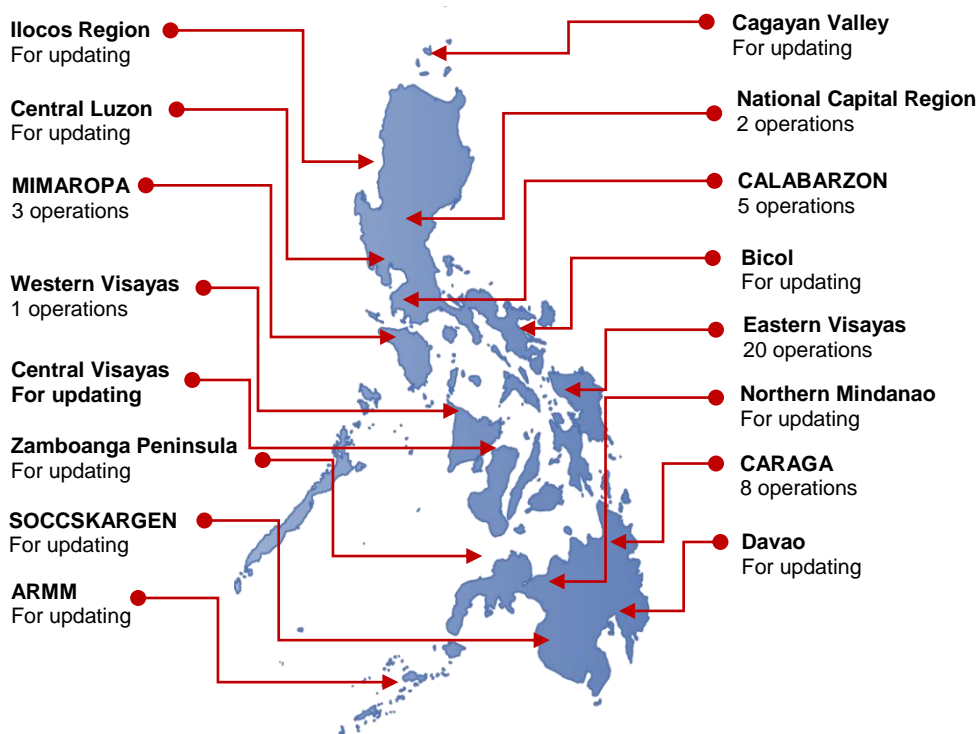 Ilocos Region
For updating
Central Luzon
For updating
MIMAROPA
3 operations
Western Visayas
1 operations
Central Visayas
For updating
Zamboanga Peninsula
For updating
SOCCSKARGEN
For updating
ARMM
For updating
Cagayan Valley
For updating
National Capital Region
2 operations
CALABARZON
5 operations
Bicol
For updating
Eastern Visayas
20 operations
Northern Mindanao
For updating
CARAGA
8 operations
Davao
For updating